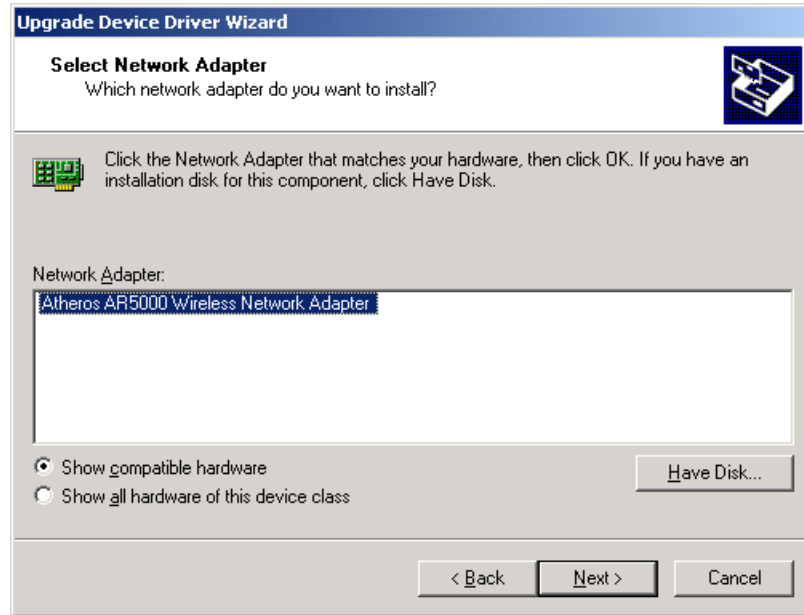 Upgrade Device Driver Wizard
Select Network Adapter
Which network adapter do you want to install?
Click the Network Adapter that matches your hardware, then click OK. If you have an
installation disk for this component, click Have Disk.
Network Adapter:
Atheros AR5000 Wireless Network Adapter
Show compatible hardware
Show all hardware of this device class
Have Disk...
< Back
Next >
Cancel